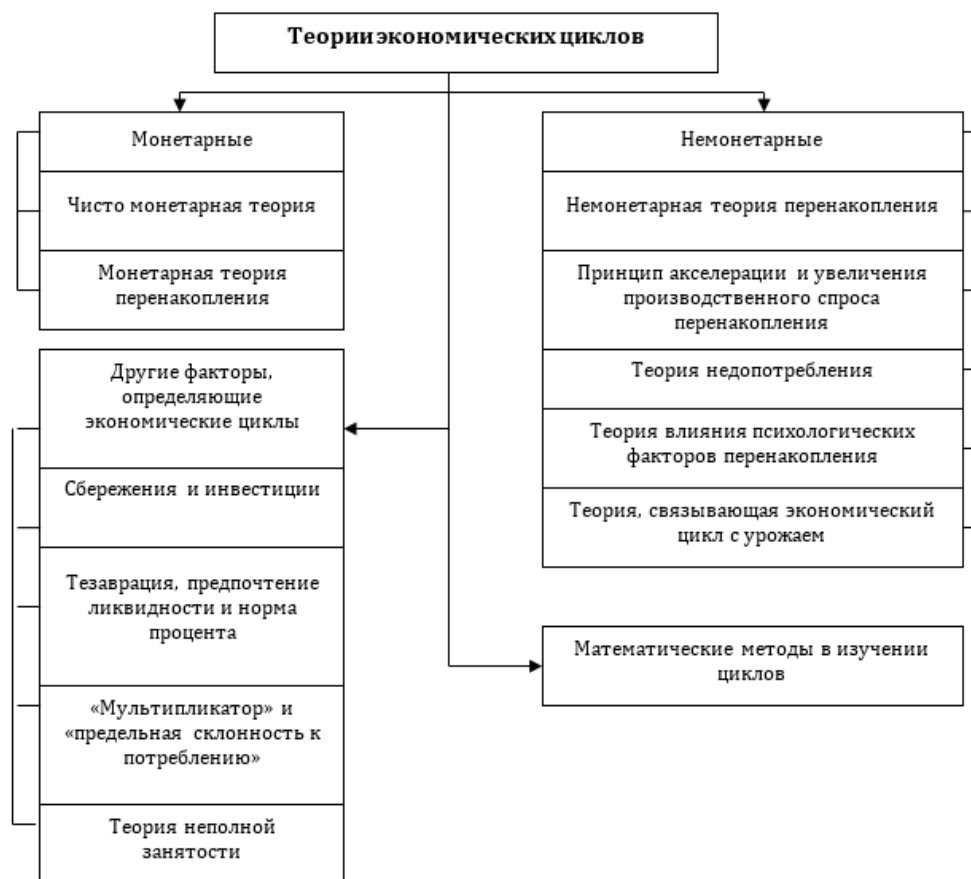 Теории экономических циклов
Монетарные
Чисто монетарная теория
Монетарная теория
перенакопления
Другие факторы,
определяющие
экономические циклы
Сбережения и инвестиции
Тезаврация, предпочтение
ликвидности и норма
процента
«Мультипликатор» и
«предельная склонность к
потреблению»
Теория неполной
занятости
Немонетарные
Немонетарная теория перенакопления
Принцип акселерации и увеличения
производственного спроса
перенакопления
Теория недопотребления
Теория влияния психологических
факторов перенакопления
Теория, связывающая экономический
цикл с урожаем
Математические методы в изучении
циклов